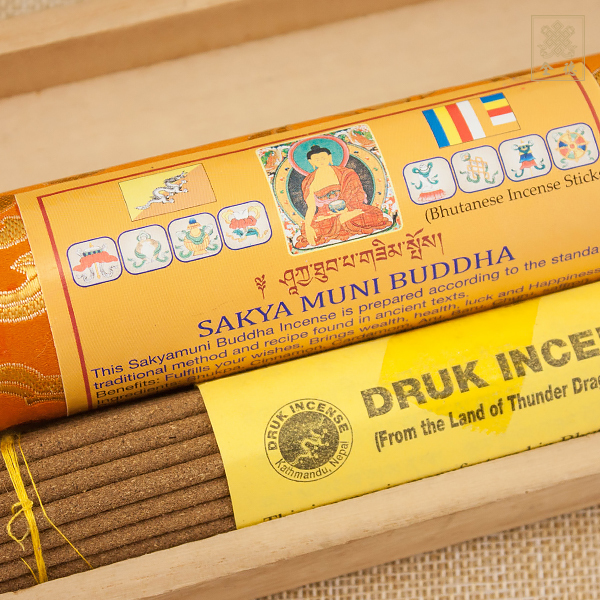 (Bhutanese Incense Sticks
ཤཱཀྱ་ཐུབ་པ་གཟིམ་སྤོས།
SAKYA MUNI BUDDHA
This Sakyamuni Buddha Incense is prepared according to the standa
traditional method and recipe found in ancient texts.
Benefits: Fulfills your wishes, Brings wealth, health, luck and Happiness
DRUK INCE
(From the Land of Thunder Drag
DRUK INCENSE
Kathmandu, Nepal